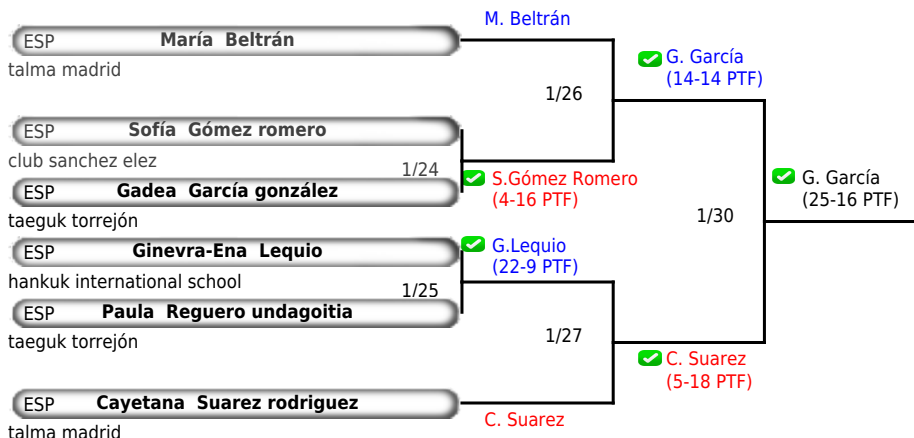 M. Beltrán
ESP María Beltrán
talma madrid
G. García
(14-14 PTF)
1/26
ESP Sofía Gómez romero
club sanchez elez
1/24
S.Gómez Romero
(4-16 PTF)
G. García
(25-16 PTF)
ESP Gadea García gonzález
taeguk torrejón
1/30
ESP Ginevra-Ena Lequio
G.Lequio
(22-9 PTF)
hankuk international school
1/25
ESP Paula Reguero undagoitia
taeguk torrejón
1/27
C. Suarez
(5-18 PTF)
ESP Cayetana Suarez rodriguez
C. Suarez
talma madrid